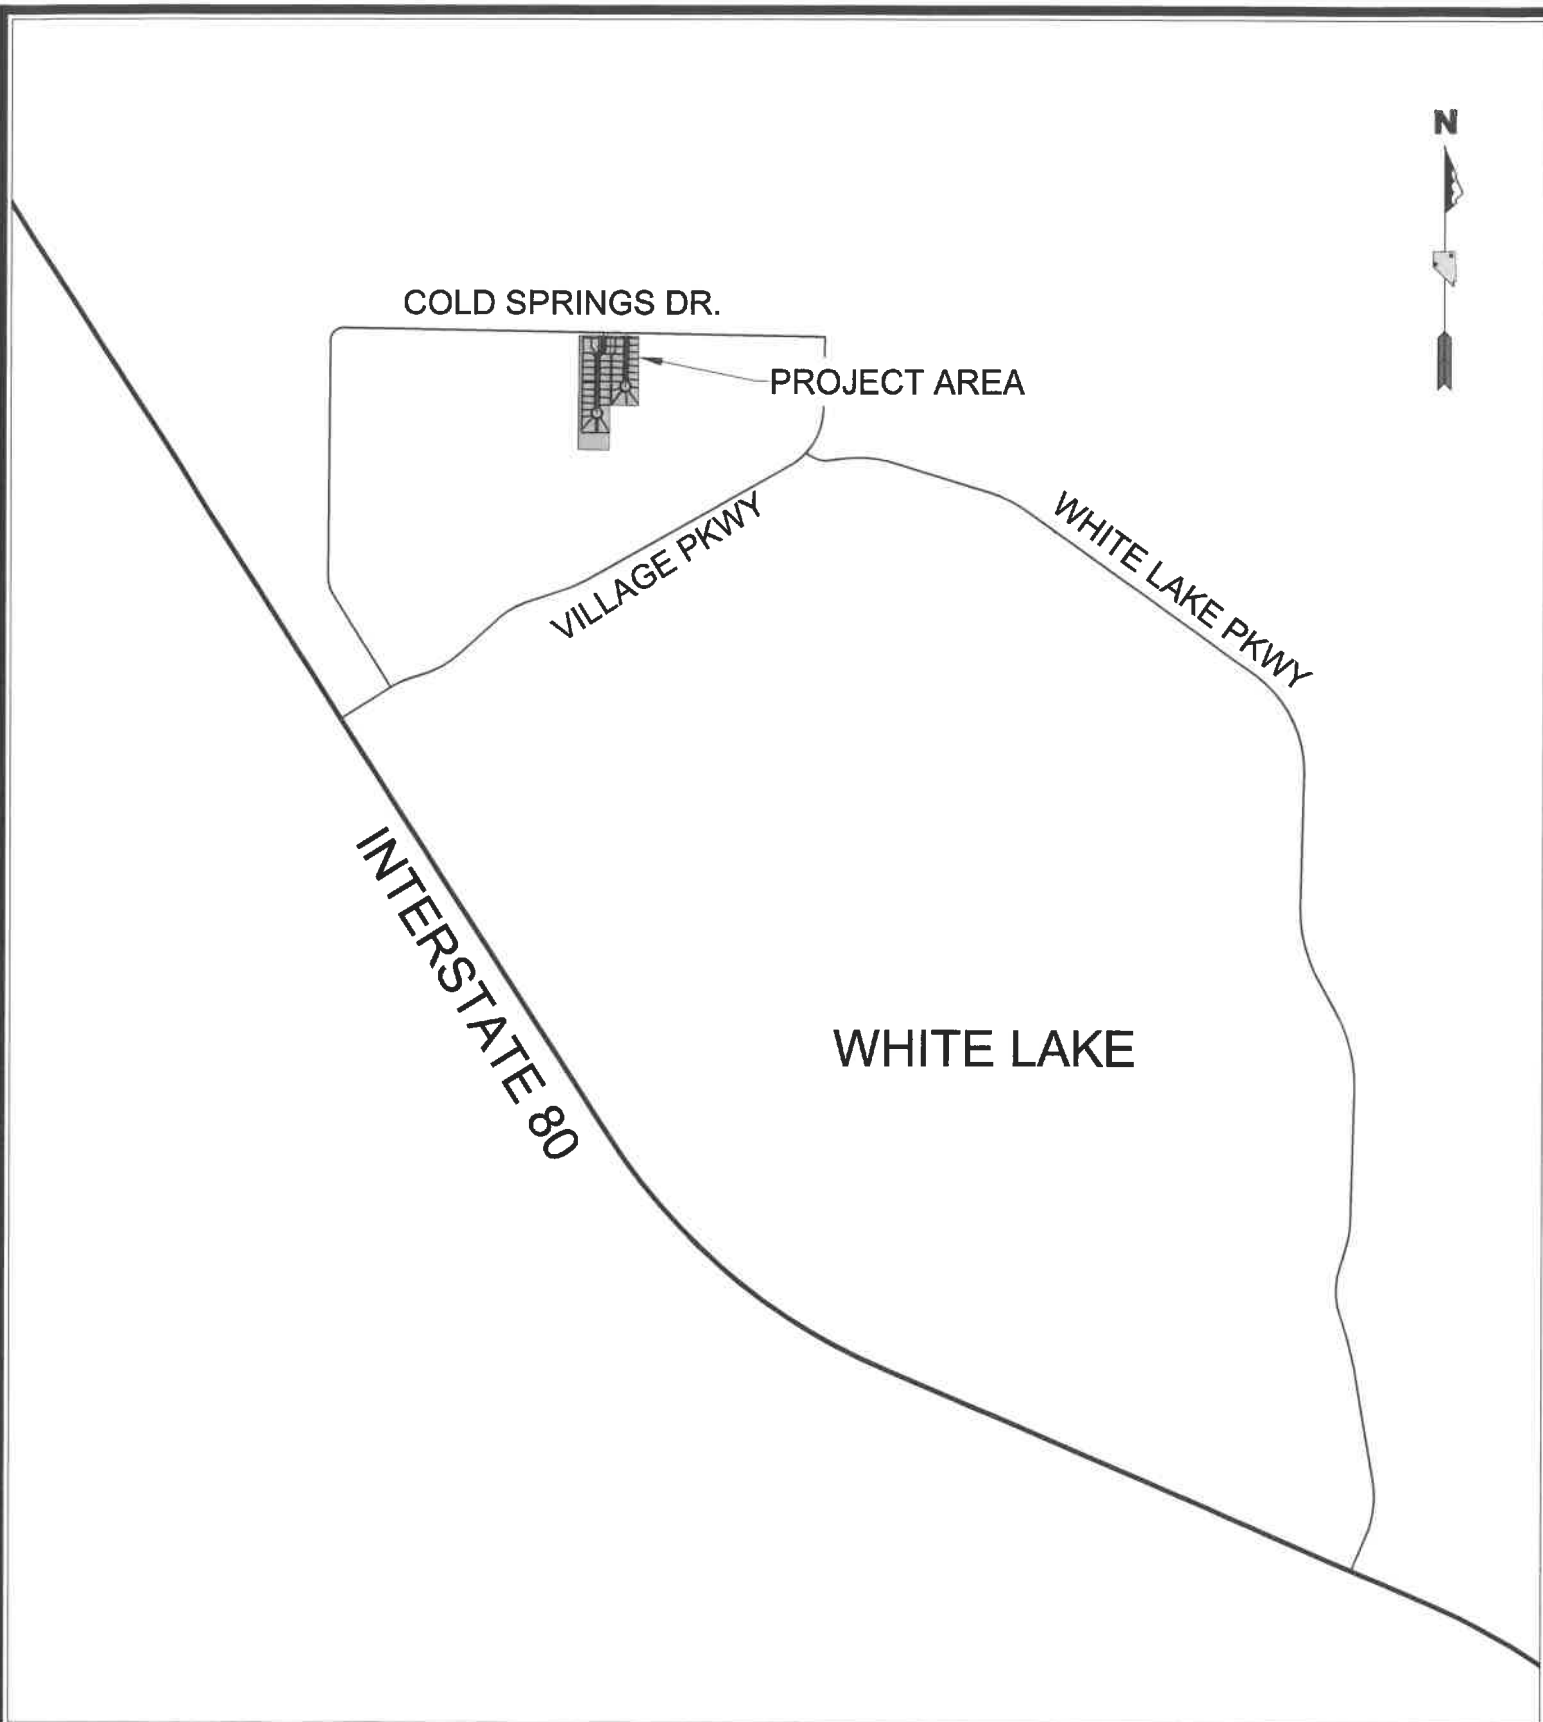 N
COLD SPRINGS DR.
PROJECT AREA
VILLAGE PKWY
WHITE LAKE PKWY
INTERSTATE 80
WHITE LAKE